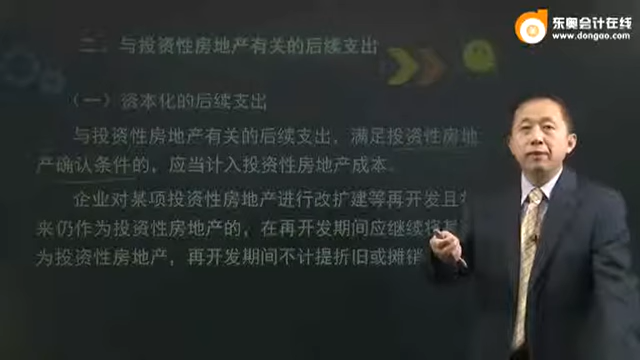 东奥会计在线
www.dongao.com
二、与投资性房地产有关的后续支出
（一）资本化的后续支出
与投资性房地产有关的后续支出，满足投资性房地
产确认条件的，应当计入投资性房地产成本。
企业对某项投资性房地产进行改扩建等再开发且
来仍作为投资性房地产的，在再开发期间应继续将
为投资性房地产，再开发期间不计提折旧或摊销